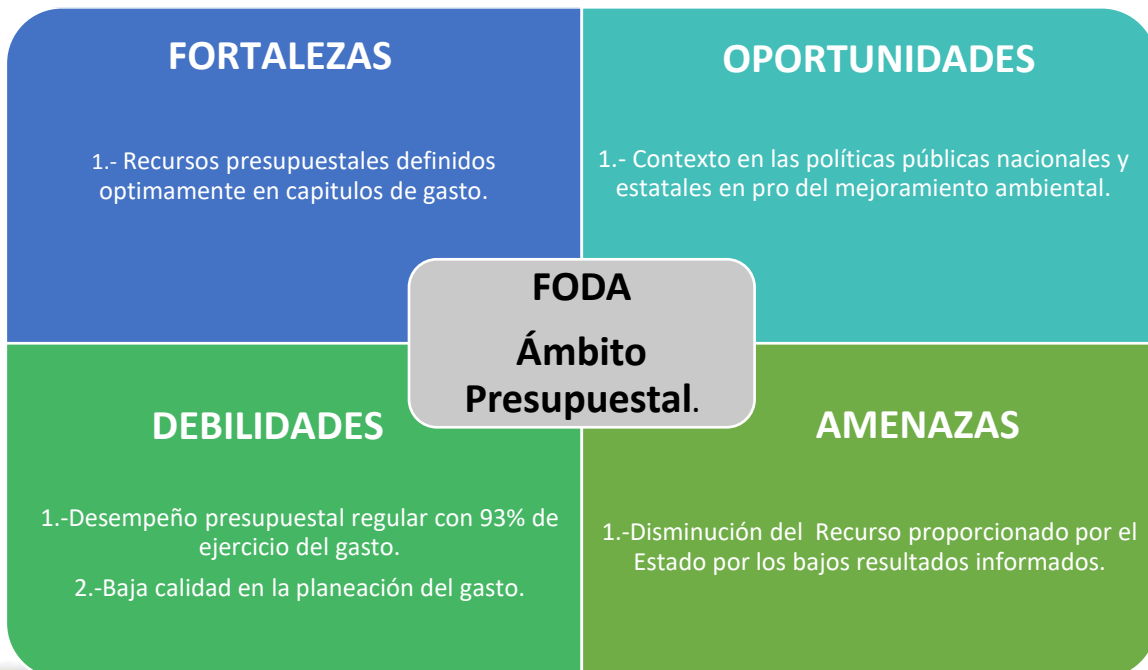 FORTALEZAS
1.- Recursos presupuestales definidos
optimamente en capitulos de gasto.
OPORTUNIDADES
1.- Contexto en las políticas públicas nacionales y
estatales en pro del mejoramiento ambiental.
FODA
Ámbito
Presupuestal.
DEBILIDADES
1.-Desempeño presupuestal regular con 93% de
ejercicio del gasto.
2.-Baja calidad en la planeación del gasto.
AMENAZAS
1.-Disminución del Recurso proporcionado por el
Estado por los bajos resultados informados.